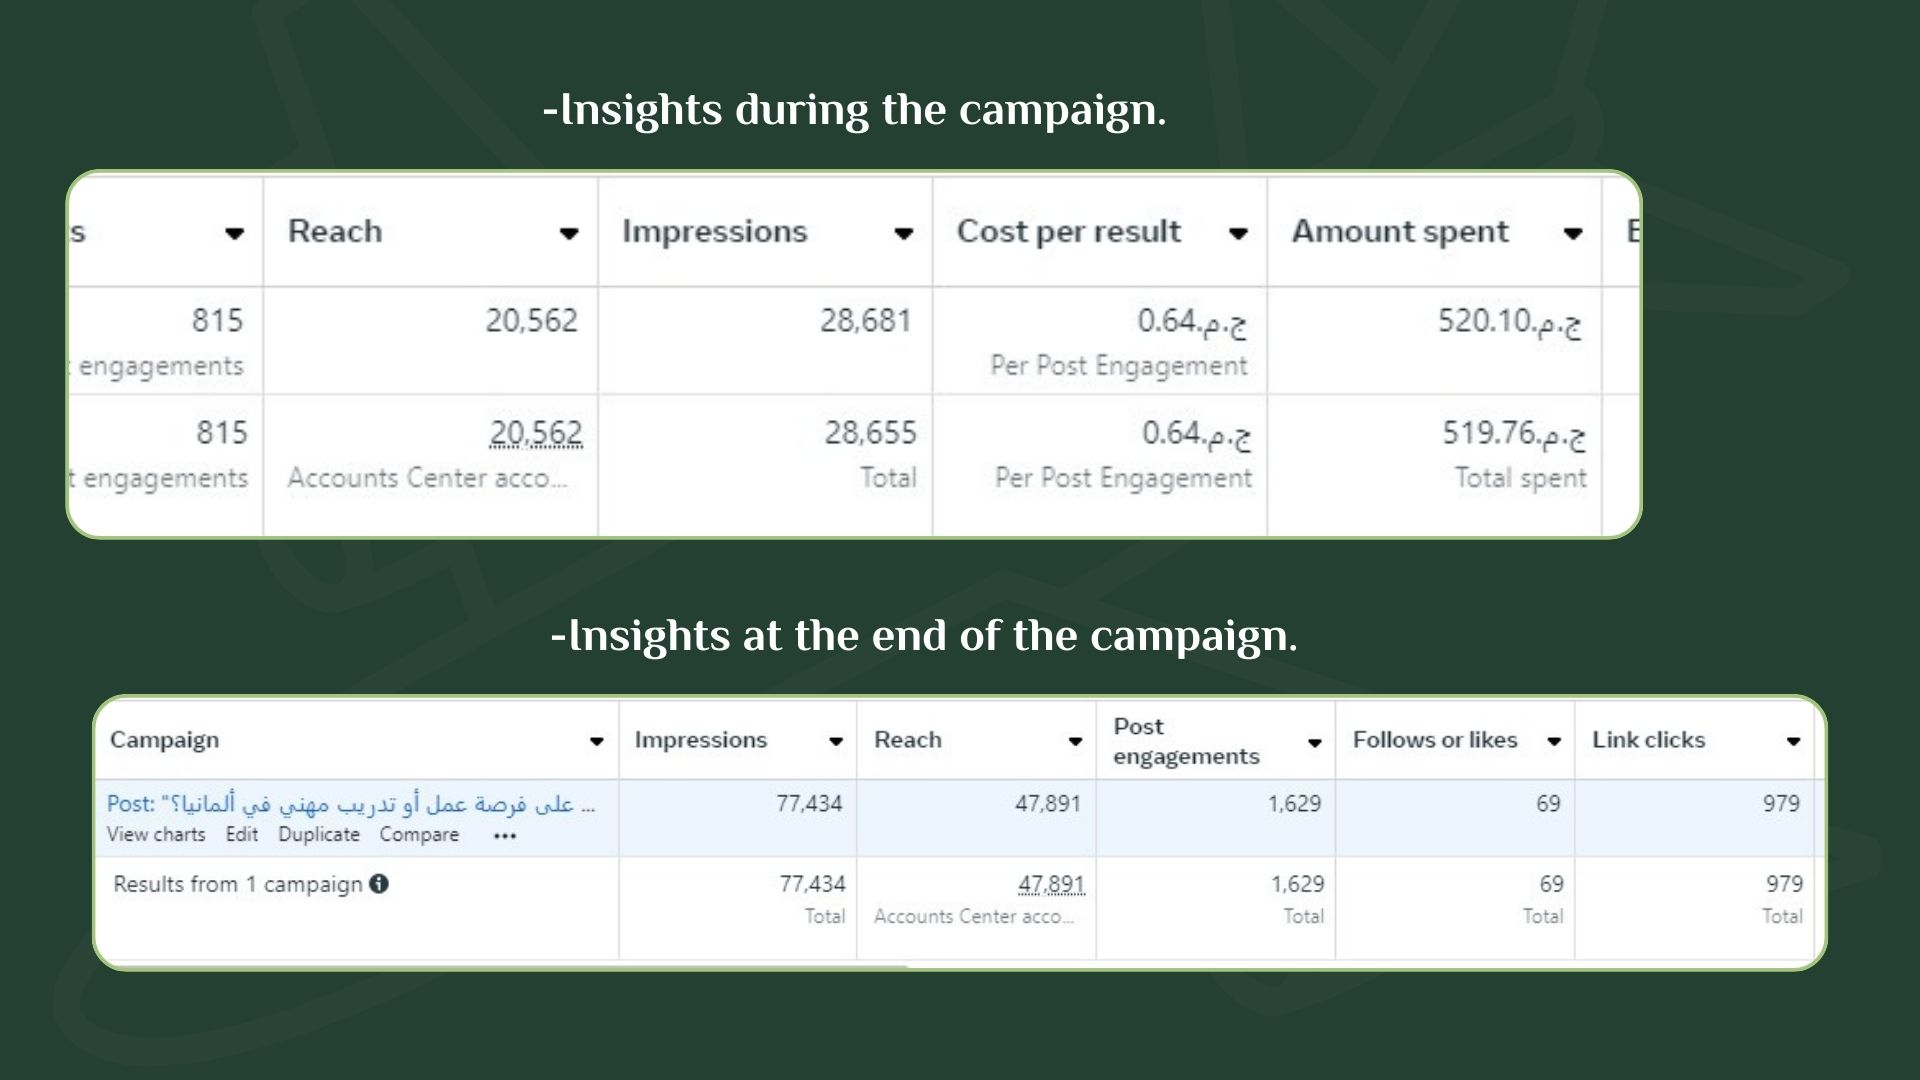 -Insights during the campaign.
s Reach Impressions Cost per result Amount spent
815 20,562 28,681 ج.م.0.64 ج.م.520.10
engagements Per Post Engagement
815 20,562 28,655 ج.م.0.64 ج.م.519.76
t engagements Accounts Center acco... Total Per Post Engagement Total spent
-Insights at the end of the campaign.
Campaign Impressions Reach Post engagements Follows or likes Link clicks
Post: "على فرصة عمل أو تدريب مهني في ألمانيا؟ ... 77,434 47,891 1,629 69 979
View charts Edit Duplicate Compare ...
Results from 1 campaign 77,434 47,891 1,629 69 979
Total Accounts Center acco... Total Total Total